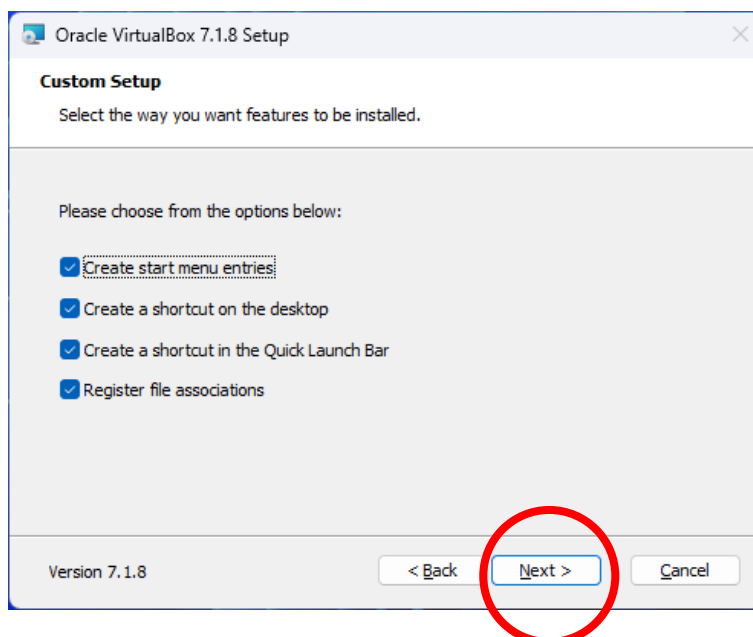 Oracle VirtualBox 7.1.8 Setup
Custom Setup
Select the way you want features to be installed.
Please choose from the options below:
Create start menu entries
Create a shortcut on the desktop
Create a shortcut in the Quick Launch Bar
Register file associations
Version 7.1.8 < Back Next > Cancel